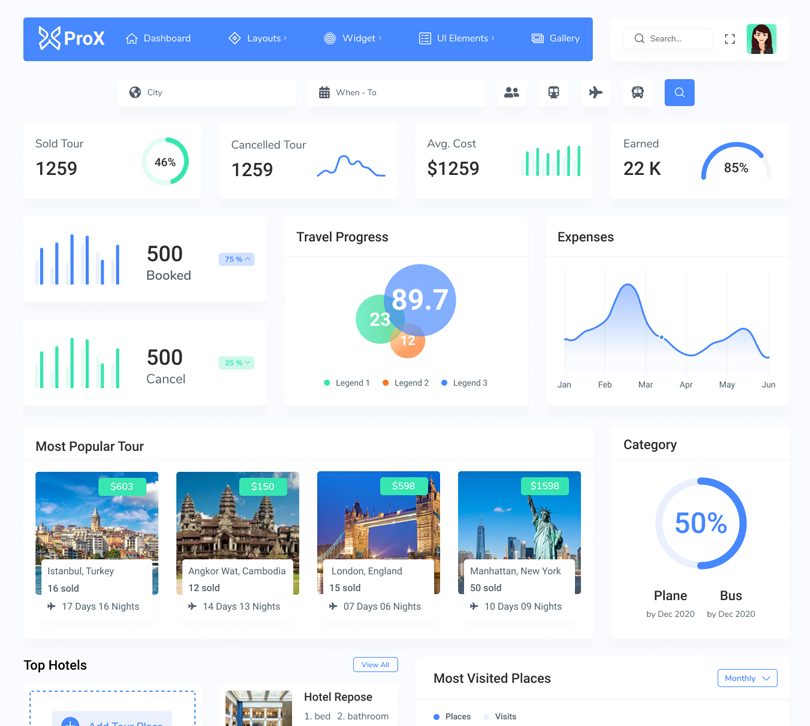 ProX
Dashboard
Layouts
Widget
UI Elements
Gallery
Search...
City
When - To
Sold Tour
1259
46%
Cancelled Tour
1259
Avg. Cost
$1259
Earned
22 K
85%
500
Booked
75 %
500
Cancel
25 %
Travel Progress
89.7
23
12
Legend 1
Legend 2
Legend 3
Expenses
Jan Feb Mar Apr May Jun
Most Popular Tour
$603
Istanbul, Turkey
16 sold
17 Days 16 Nights
$150
Angkor Wat, Cambodia
12 sold
14 Days 13 Nights
$598
London, England
15 sold
07 Days 06 Nights
$1598
Manhattan, New York
50 sold
10 Days 09 Nights
Category
50%
Plane
by Dec 2020
Bus
by Dec 2020
Top Hotels
View All
Add Tour Place
Hotel Repose
1. bed 2. bathroom
Most Visited Places
Monthly
Places
Visits